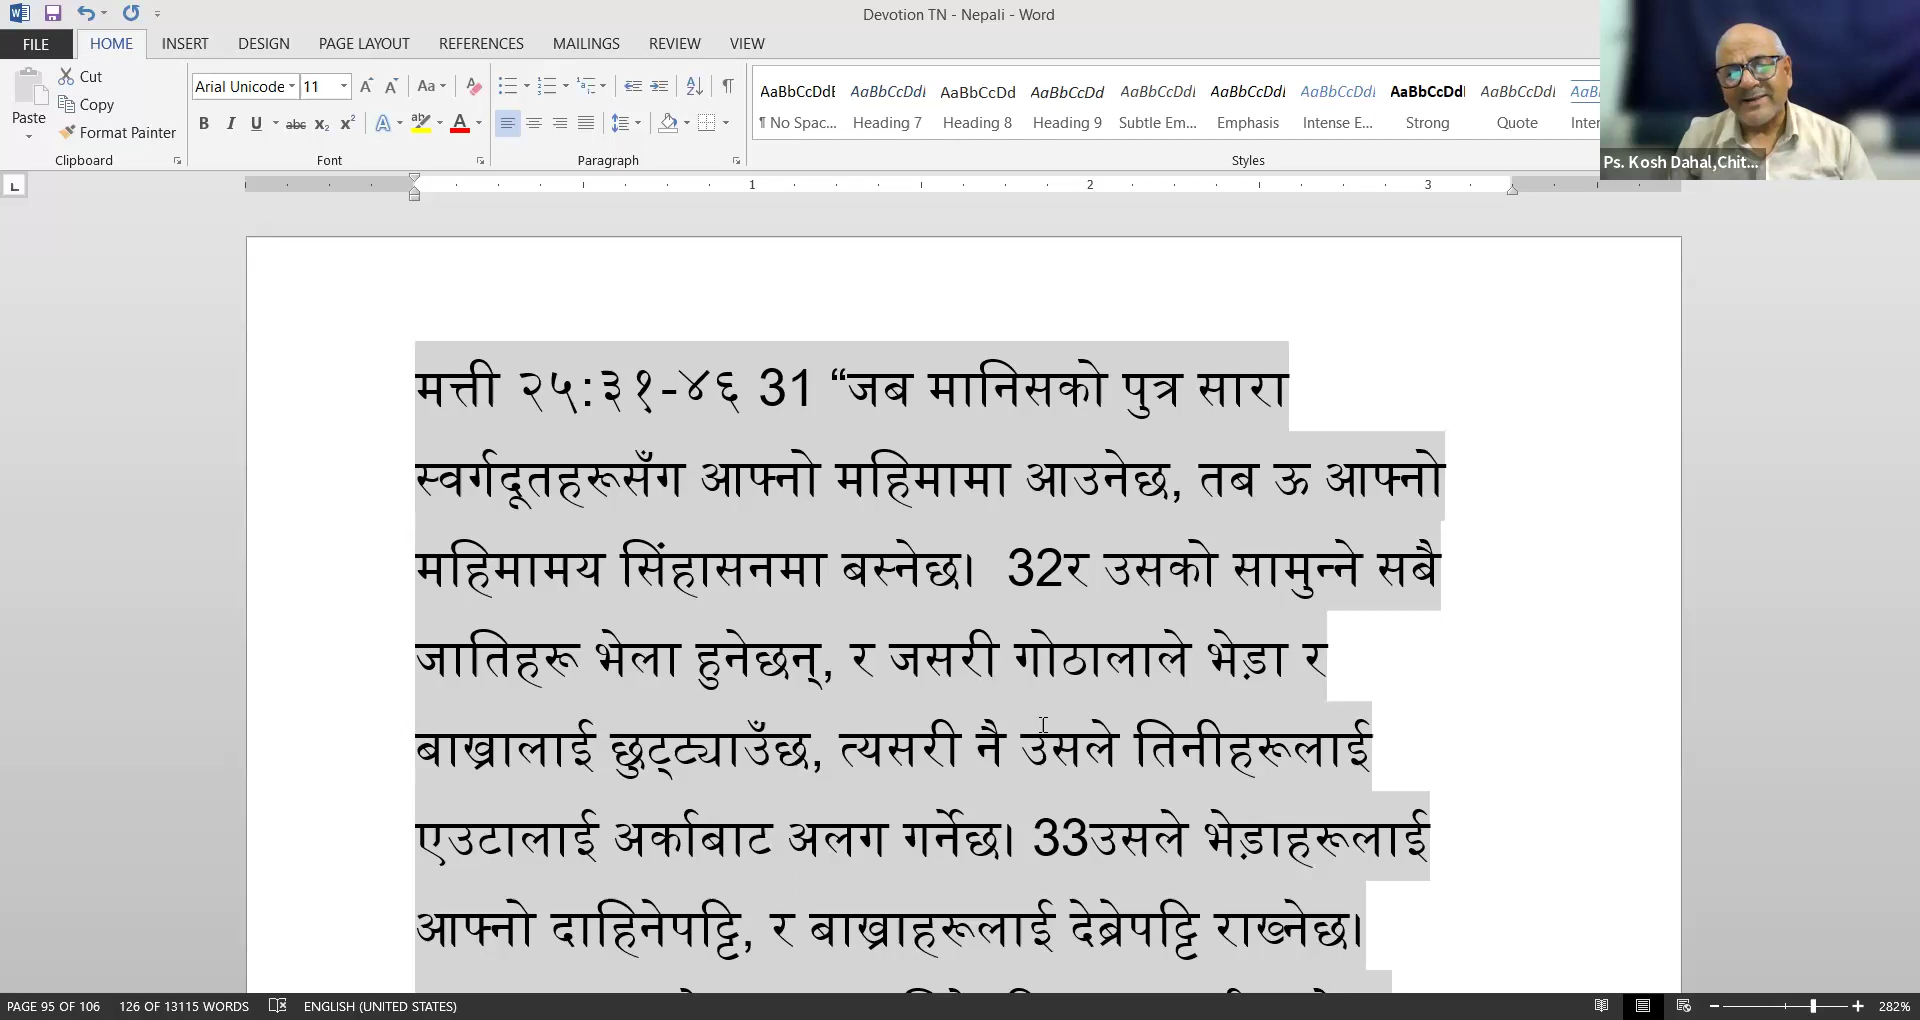 Devotion TN - Nepali - Word
FILE HOME INSERT DESIGN PAGE LAYOUT REFERENCES MAILINGS REVIEW VIEW
Cut
Copy
Format Painter
Paste
Clipboard
Arial Unicode 11
Font
Paragraph
AaBbCcDdE AaBbCcDdI AaBbCcDd AaBbCcDd AaBbCcDdI AaBbCcDdI AaBbCcDdI AaBbCcDdI AaBbCcDdI AaBbCcDdI
¶ No Spac... Heading 7 Heading 8 Heading 9 Subtle Em... Emphasis Intense E... Strong Quote Inter
Styles
Ps. Kosh Dahal,Chit...
1 2 3
मत्ती २५:३१-४६ 31 “जब मानिसको पुत्र सारा
स्वर्गदूतहरूसँग आफ्नो महिमामा आउनेछ, तब ऊ आफ्नो
महिमामय सिंहासनमा बस्नेछ। 32र उसको सामुन्ने सबै
जातिहरू भेला हुनेछन्, र जसरी गोठालाले भेड़ा र
बाख्रालाई छुट्ट्याउँछ, त्यसरी नै उसले तिनीहरूलाई
एउटालाई अर्काबाट अलग गर्नेछ। 33उसले भेड़ाहरूलाई
आफ्नो दाहिनेपट्टि, र बाख्राहरूलाई देब्रेपट्टि राख्नेछ।
PAGE 95 OF 106 126 OF 13115 WORDS ENGLISH (UNITED STATES) 282%